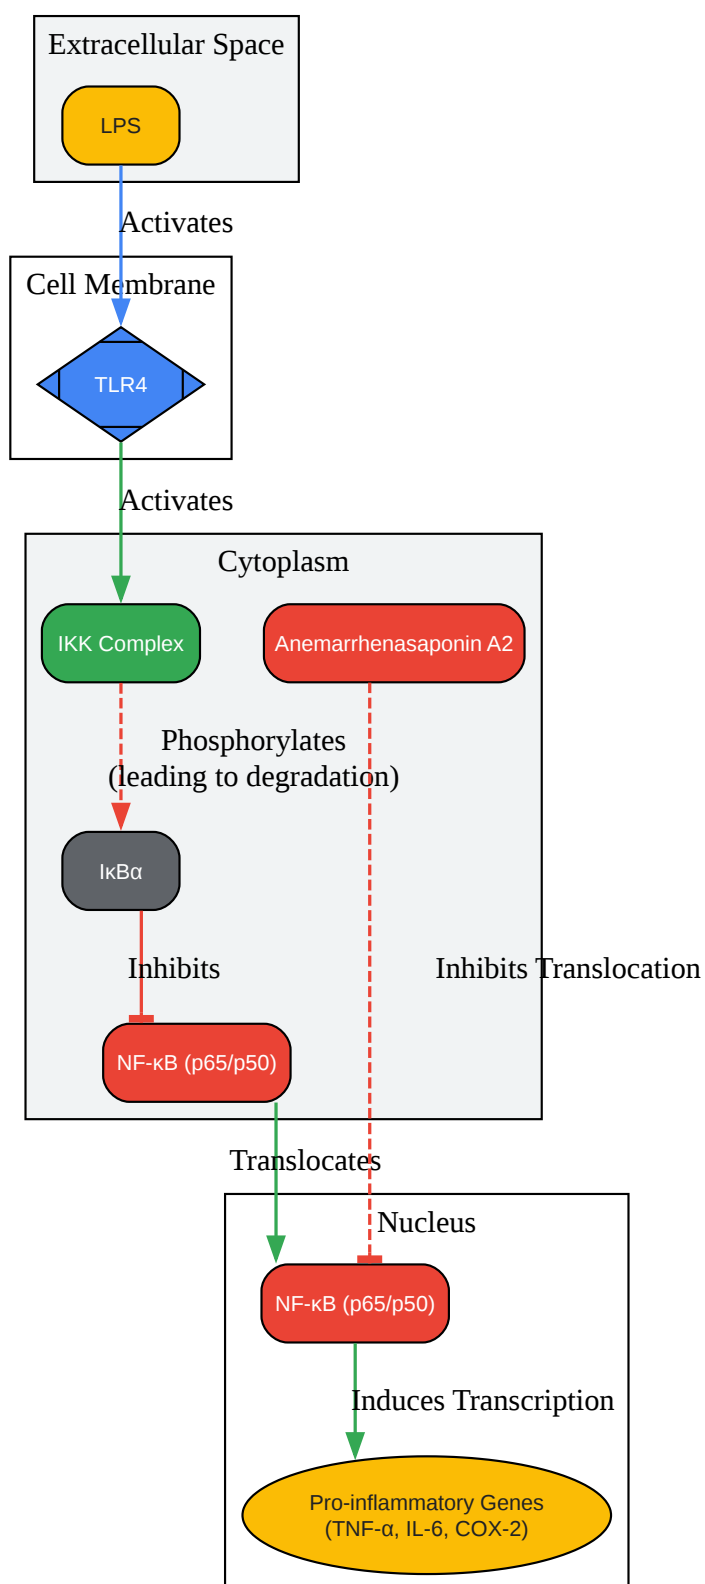 Extracellular Space
LPS
Activates
Cell Membrane
TLR4
Activates
Cytoplasm
IKK Complex
Anemarrhenasaponin A2
Phosphorylates
(leading to degradation)
IκBα
Inhibits
Inhibits Translocation
NF-κB (p65/p50)
Translocates
Nucleus
NF-κB (p65/p50)
Induces Transcription
Pro-inflammatory Genes
(TNF-α, IL-6, COX-2)